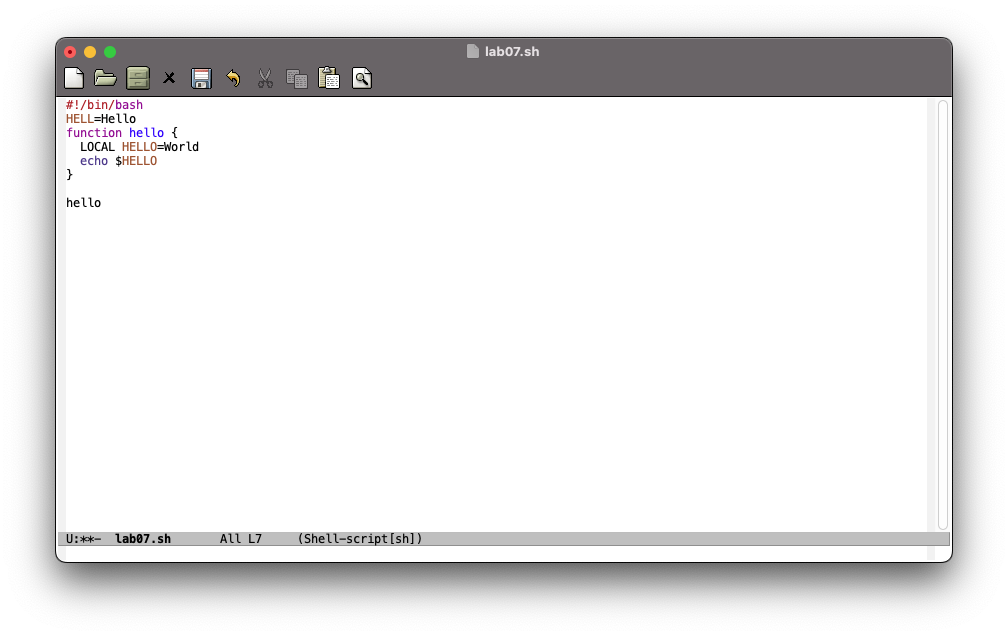 lab07.sh
#!/bin/bash
HELL=Hello
function hello {
  LOCAL HELLO=World
  echo $HELLO
}
hello
U:**-  lab07.sh       All L7     (Shell-script[sh])